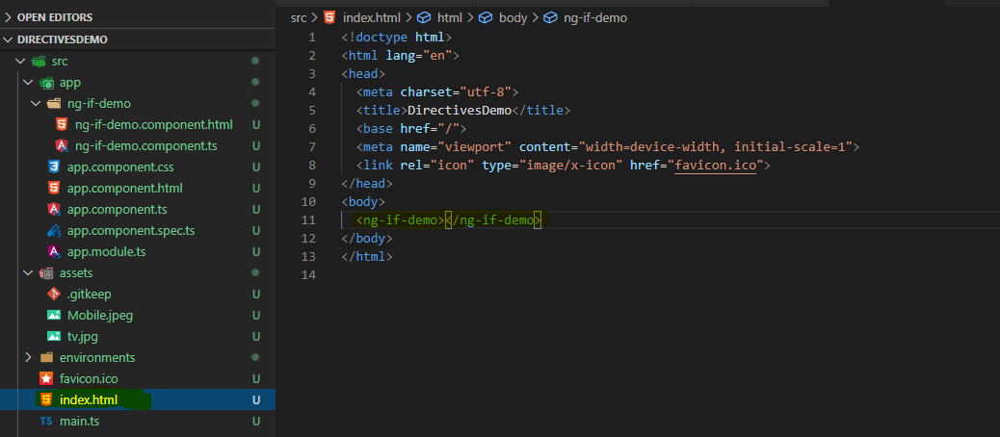 OPEN EDITORS
DIRECTIVESDEMO
src
app
ng-if-demo
ng-if-demo.component.html U
ng-if-demo.component.ts U
app.component.css U
app.component.html U
app.component.ts U
app.component.spec.ts U
app.module.ts U
assets
.gitkeep U
Mobile.jpeg U
tv.jpg U
environments
favicon.ico U
index.html U
TS main.ts U
src > index.html > html > body > ng-if-demo
1 <!doctype html>
2 <html lang="en">
3 <head>
4 <meta charset="utf-8">
5 <title>DirectivesDemo</title>
6 <base href="/">
7 <meta name="viewport" content="width=device-width, initial-scale=1">
8 <link rel="icon" type="image/x-icon" href="favicon.ico">
9 </head>
10 <body>
11 <ng-if-demo></ng-if-demo>
12 </body>
13 </html>
14